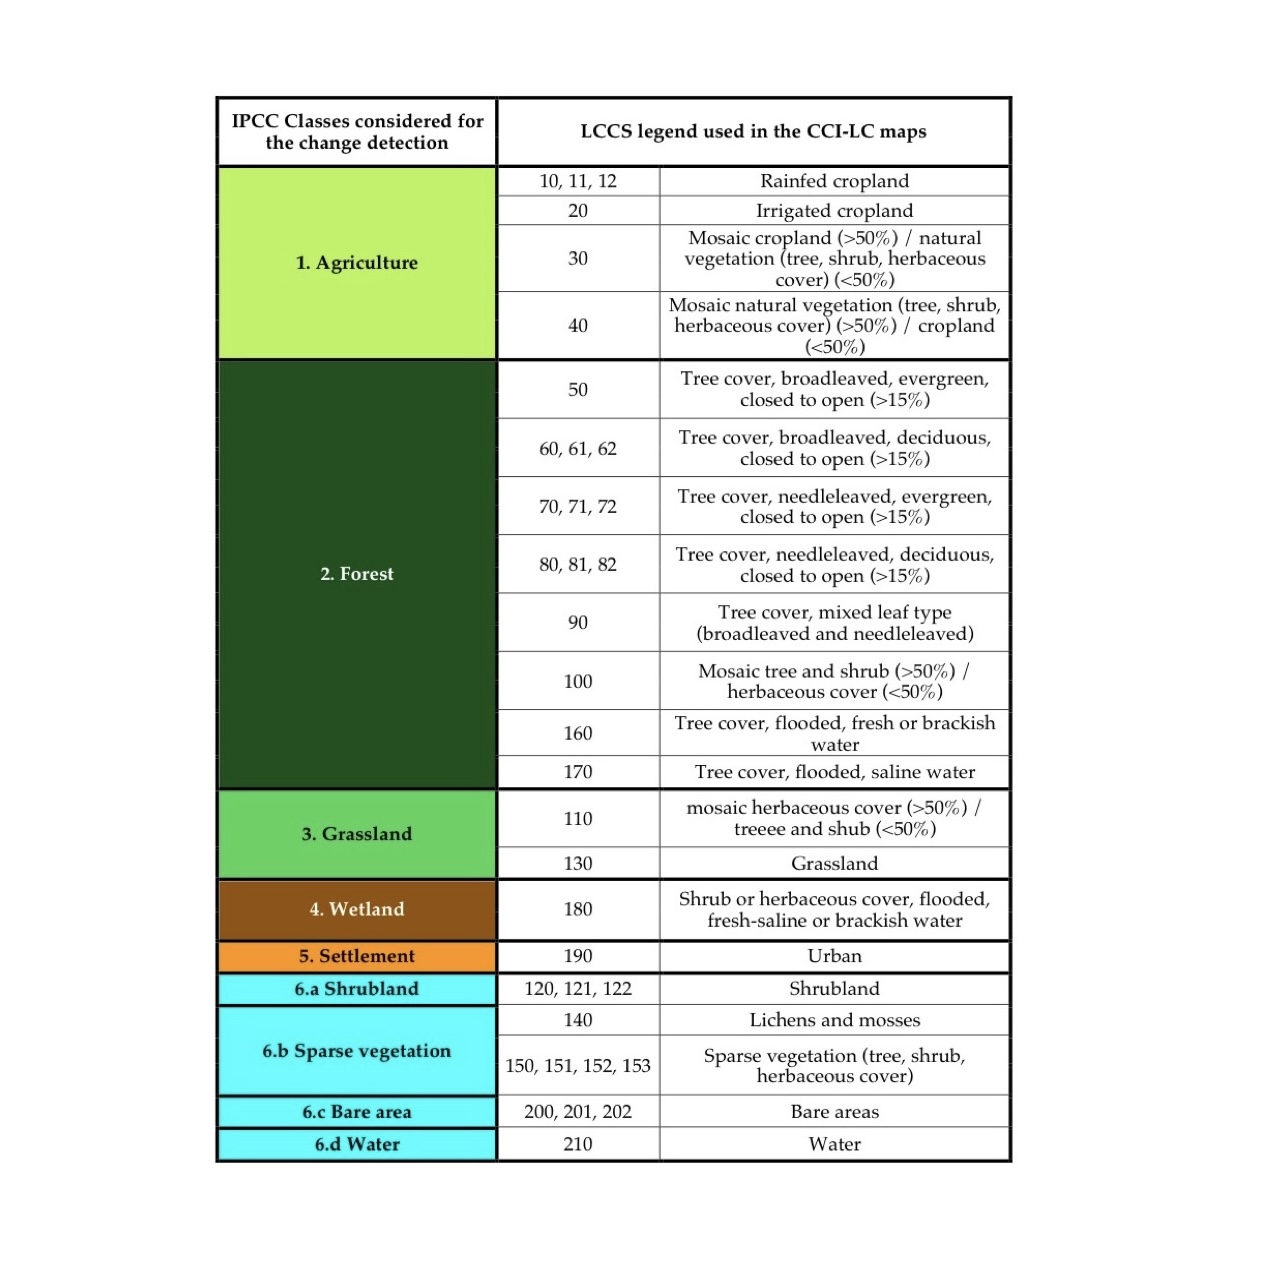 IPCC Classes considered for
the change detection
LCCS legend used in the CCI-LC maps
1. Agriculture
10, 11, 12
Rainfed cropland
20
Irrigated cropland
30
Mosaic cropland (>50%) / natural
vegetation (tree, shrub, herbaceous
cover) (<50%)
40
Mosaic natural vegetation (tree, shrub,
herbaceous cover) (>50%) / cropland
(<50%)
2. Forest
50
Tree cover, broadleaved, evergreen,
closed to open (>15%)
60, 61, 62
Tree cover, broadleaved, deciduous,
closed to open (>15%)
70, 71, 72
Tree cover, needleleaved, evergreen,
closed to open (>15%)
80, 81, 82
Tree cover, needleleaved, deciduous,
closed to open (>15%)
90
Tree cover, mixed leaf type
(broadleaved and needleleaved)
100
Mosaic tree and shrub (>50%) /
herbaceous cover (<50%)
160
Tree cover, flooded, fresh or brackish
water
170
Tree cover, flooded, saline water
3. Grassland
110
mosaic herbaceous cover (>50%) /
treeee and shub (<50%)
130
Grassland
4. Wetland
180
Shrub or herbaceous cover, flooded,
fresh-saline or brackish water
5. Settlement
190
Urban
6.a Shrubland
120, 121, 122
Shrubland
6.b Sparse vegetation
140
Lichens and mosses
150, 151, 152, 153
Sparse vegetation (tree, shrub,
herbaceous cover)
6.c Bare area
200, 201, 202
Bare areas
6.d Water
210
Water